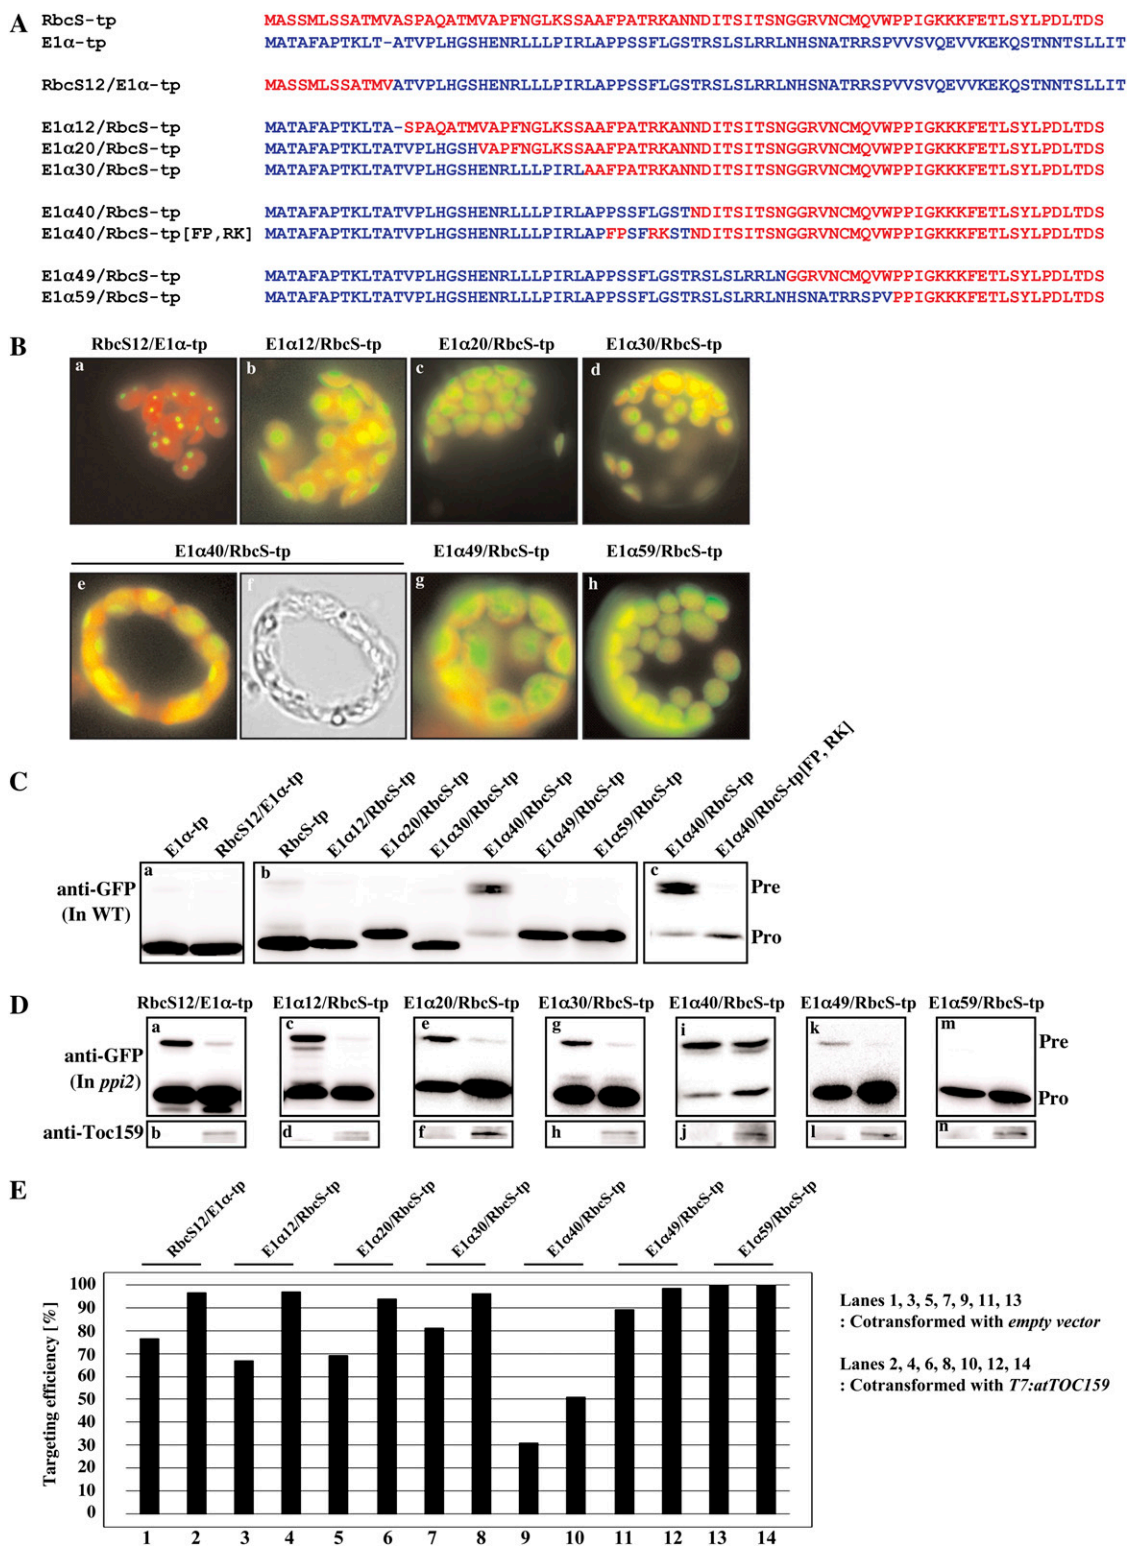 A
RbcS-tp MASSMLSSATMVASPAQATMVAPFNGLKSSAAFPATRKANNDITSITSNGGRVNCMQVWPPIGKKKFETLSYLPDLTDS
E1α-tp MATAFAPTKLT-ATVPLHGSHENRLLLPIRLAPPSSFLGSTRSLSLRRLNHSNATRRSPVVSVQEVVKEKQSTNNTSLLIT
RbcS12/E1α-tp MASSMLSSATMVATVPLHGSHENRLLLPIRLAPPSSFLGSTRSLSLRRLNHSNATRRSPVVSVQEVVKEKQSTNNTSLLIT
E1α12/RbcS-tp MATAFAPTKLTA-SPAQATMVAPFNGLKSSAAFPATRKANNDITSITSNGGRVNCMQVWPPIGKKKFETLSYLPDLTDS
E1α20/RbcS-tp MATAFAPTKLTATVPLHGSHVAPFNGLKSSAAFPATRKANNDITSITSNGGRVNCMQVWPPIGKKKFETLSYLPDLTDS
E1α30/RbcS-tp MATAFAPTKLTATVPLHGSHENRLLLPIRLAAFPATRKANNDITSITSNGGRVNCMQVWPPIGKKKFETLSYLPDLTDS
E1α40/RbcS-tp MATAFAPTKLTATVPLHGSHENRLLLPIRLAPPSSFLGSTNDITSITSNGGRVNCMQVWPPIGKKKFETLSYLPDLTDS
E1α40/RbcS-tp[FP,RK] MATAFAPTKLTATVPLHGSHENRLLLPIRLAPFPSFRKSTNDITSITSNGGRVNCMQVWPPIGKKKFETLSYLPDLTDS
E1α49/RbcS-tp MATAFAPTKLTATVPLHGSHENRLLLPIRLAPPSSFLGSTRSLSLRRLNGGRVNCMQVWPPIGKKKFETLSYLPDLTDS
E1α59/RbcS-tp MATAFAPTKLTATVPLHGSHENRLLLPIRLAPPSSFLGSTRSLSLRRLNHSNATRRSPVPPIGKKKFETLSYLPDLTDS
B
RbcS12/E1α-tp E1α12/RbcS-tp E1α20/RbcS-tp E1α30/RbcS-tp
a b c d
E1α40/RbcS-tp E1α49/RbcS-tp E1α59/RbcS-tp
e f g h
C
E1α-tp RbcS12/E1α-tp RbcS-tp E1α12/RbcS-tp E1α20/RbcS-tp E1α30/RbcS-tp E1α40/RbcS-tp E1α49/RbcS-tp E1α59/RbcS-tp E1α40/RbcS-tp E1α40/RbcS-tp[FP, RK]
a b c
anti-GFP Pre
(In WT)
Pro
D
RbcS12/E1α-tp E1α12/RbcS-tp E1α20/RbcS-tp E1α30/RbcS-tp E1α40/RbcS-tp E1α49/RbcS-tp E1α59/RbcS-tp
a c e g i k m
anti-GFP Pre
(In ppi2)
Pro
anti-Toc159 b d f h j l n
E
RbcS12/E1α-tp E1α12/RbcS-tp E1α20/RbcS-tp E1α30/RbcS-tp E1α40/RbcS-tp E1α49/RbcS-tp E1α59/RbcS-tp
Targeting efficiency [%]
100
90
80
70
60
50
40
30
20
10
0
1 2 3 4 5 6 7 8 9 10 11 12 13 14
Lanes 1, 3, 5, 7, 9, 11, 13
: Cotransformed with empty vector
Lanes 2, 4, 6, 8, 10, 12, 14
: Cotransformed with T7:atTOC159